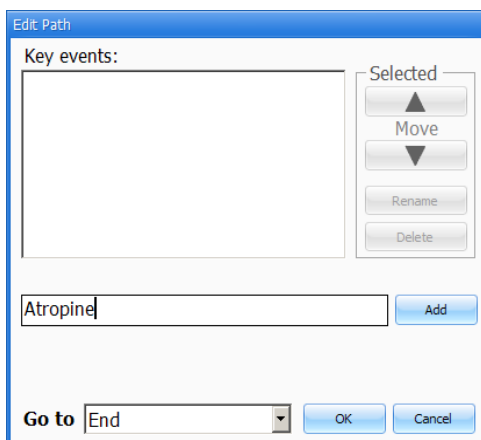 Edit Path
Key events:
Selected
Move
Rename
Delete
Atropine
Add
Go to End
OK
Cancel